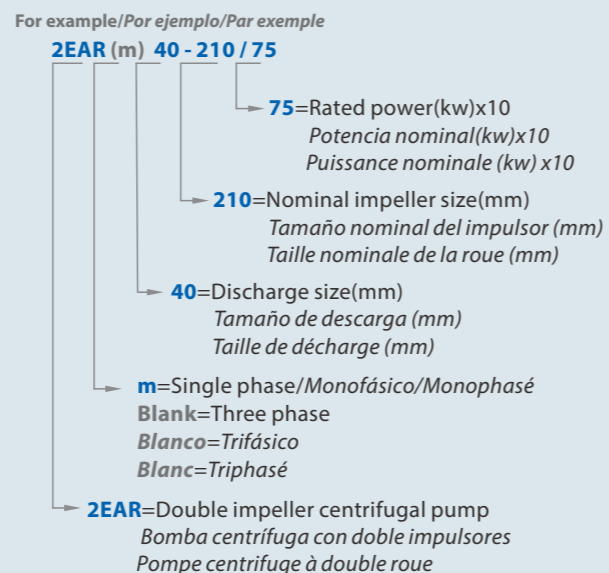 For example/Por ejemplo/Par exemple
2EAR (m) 40 - 210 / 75
75=Rated power(kw)x10
Potencia nominal(kw)x10
Puissance nominale (kw) x10
210=Nominal impeller size(mm)
Tamaño nominal del impulsor (mm)
Taille nominale de la roue (mm)
40=Discharge size(mm)
Tamaño de descarga (mm)
Taille de décharge (mm)
m=Single phase/Monofásico/Monophasé
Blank=Three phase
Blanco=Trifásico
Blanc=Triphasé
2EAR=Double impeller centrifugal pump
Bomba centrífuga con doble impulsores
Pompe centrifuge à double roue